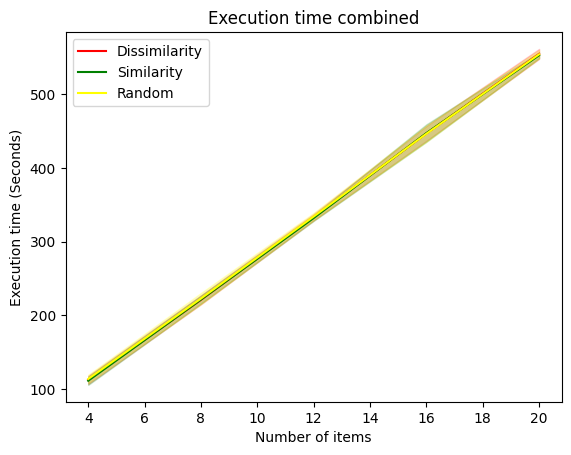 Execution time combined
Dissimilarity
Similarity
Random
Execution time (Seconds)
500
400
300
200
100
4 6 8 10 12 14 16 18 20
Number of items